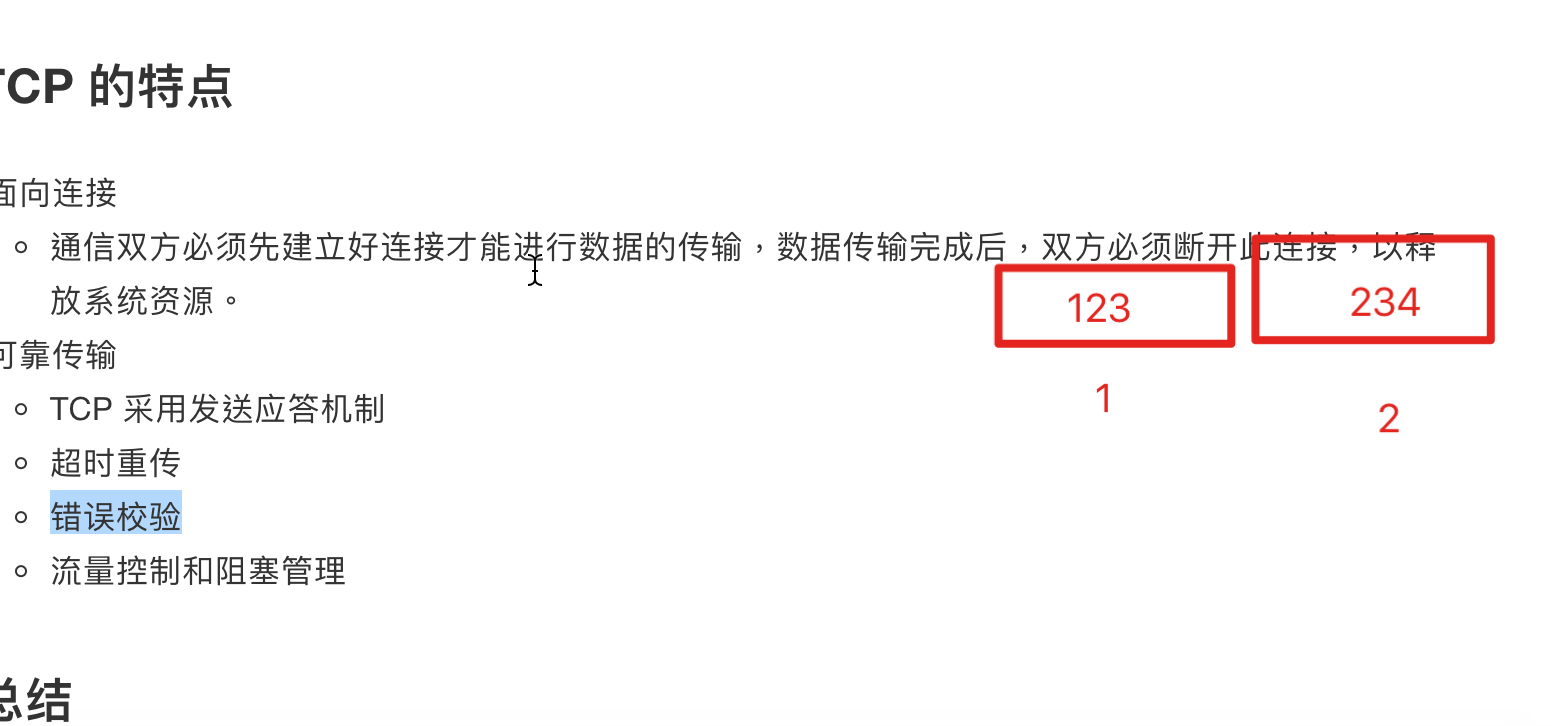 TCP 的特点
面向连接
通信双方必须先建立好连接才能进行数据的传输，数据传输完成后，双方必须断开此连接，以释
放系统资源。
123
234
可靠传输
1
2
TCP 采用发送应答机制
超时重传
错误校验
流量控制和阻塞管理
总结